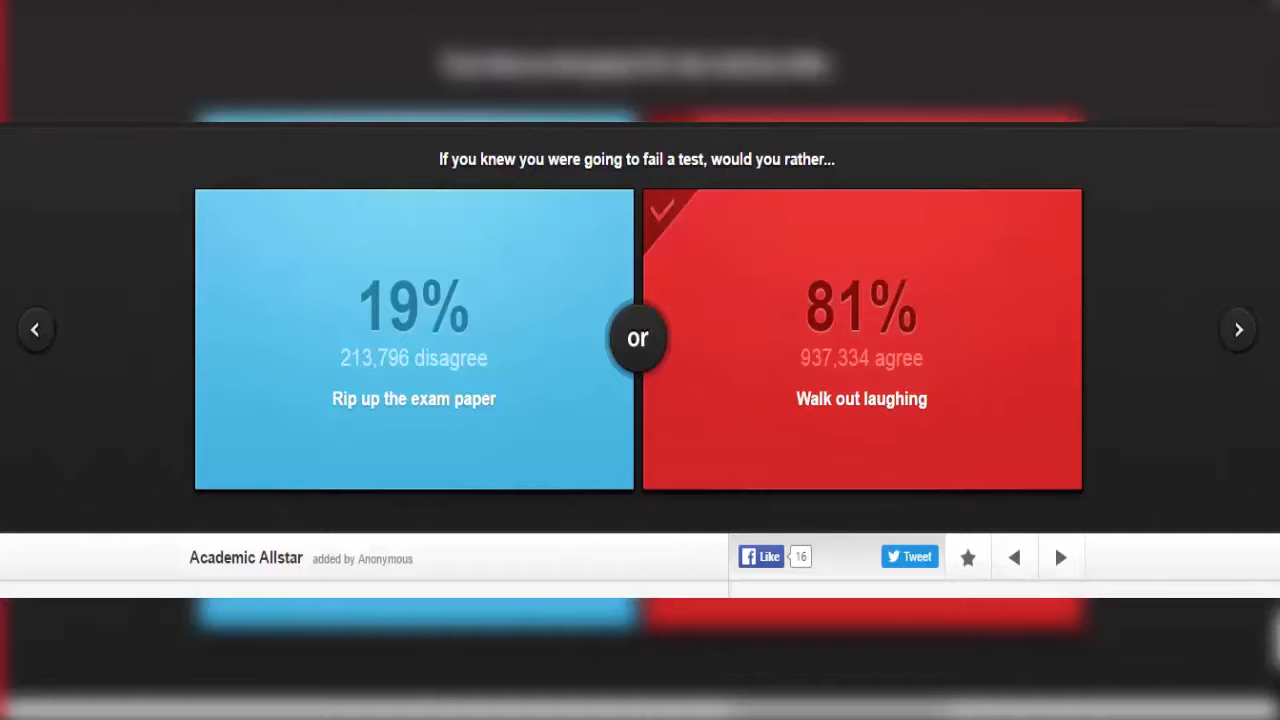 If you knew you were going to fail a test, would you rather...
19%
213,796 disagree
Rip up the exam paper
or
81%
937,334 agree
Walk out laughing
Academic Allstar added by Anonymous
Like 16 Tweet